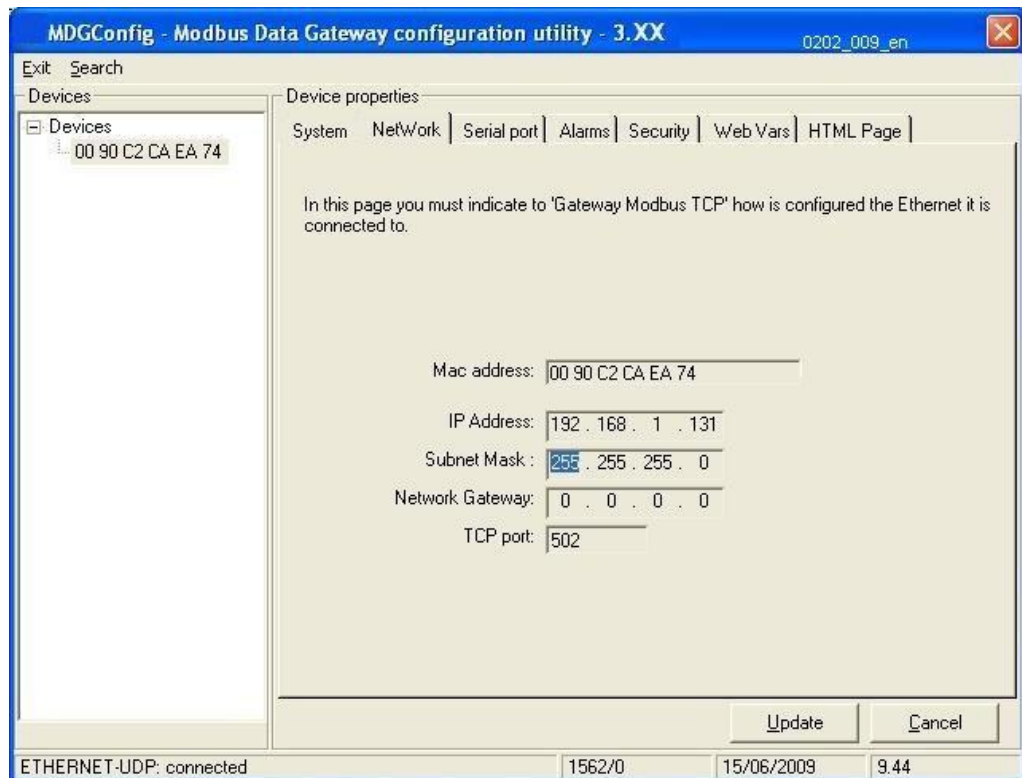 MDGConfig - Modbus Data Gateway configuration utility - 3.XX
0202_009_en
Exit Search
Devices
Devices
00 90 C2 CA EA 74
Device properties
System NetWork Serial port Alarms Security Web Vars HTML Page
In this page you must indicate to 'Gateway Modbus TCP' how is configured the Ethernet it is
connected to.
Mac address: 00 90 C2 CA EA 74
IP Address: 192 . 168 . 1 . 131
Subnet Mask : 255 . 255 . 255 . 0
Network Gateway: 0 . 0 . 0 . 0
TCP port: 502
Update Cancel
ETHERNET-UDP: connected 1562/0 15/06/2009 9.44